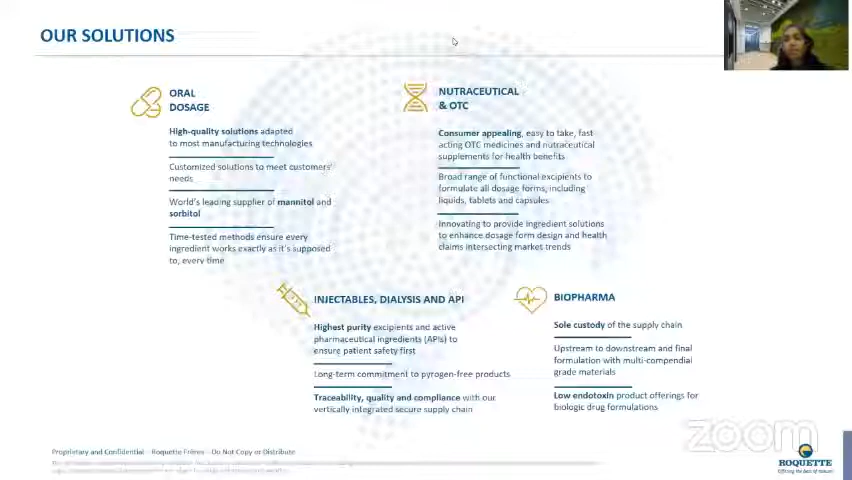 OUR SOLUTIONS
ORAL
DOSAGE
High-quality solutions adapted
to most manufacturing technologies
Customized solutions to meet customers'
needs
World's leading supplier of mannitol and
sorbitol
Time-tested methods ensure every
ingredient works exactly as it's supposed
to, every time
NUTRACEUTICAL
& OTC
Consumer appealing, easy to take, fast
acting OTC medicines and nutraceutical
supplements for health benefits
Broad range of functional excipients to
formulate all dosage forms, including
liquids, tablets and capsules
Innovating to provide ingredient solutions
to enhance dosage form design and health
claims intersecting market trends
INJECTABLES, DIALYSIS AND API
Highest purity excipients and active
pharmaceutical ingredients (APIs) to
ensure patient safety first
Long-term commitment to pyrogen-free products
Traceability, quality and compliance with our
vertically integrated secure supply chain
BIOPHARMA
Sole custody of the supply chain
Upstream to downstream and final
formulation with multi-compendial
grade materials
Low endotoxin product offerings for
biologic drug formulations
Proprietary and Confidential - Roquette Frères - Do Not Copy or Distribute
zoom
ROQUETTE
Offering the best of nature